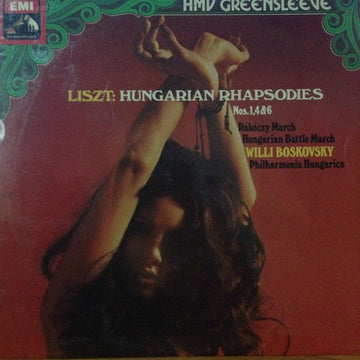 EMI
HMV GREENSLEEVE
LISZT: HUNGARIAN RHAPSODIES
Nos. 1, 4 & 6
Rákóczy March
Hungarian Battle March
WILLI BOSKOVSKY
Philharmonia Hungarica